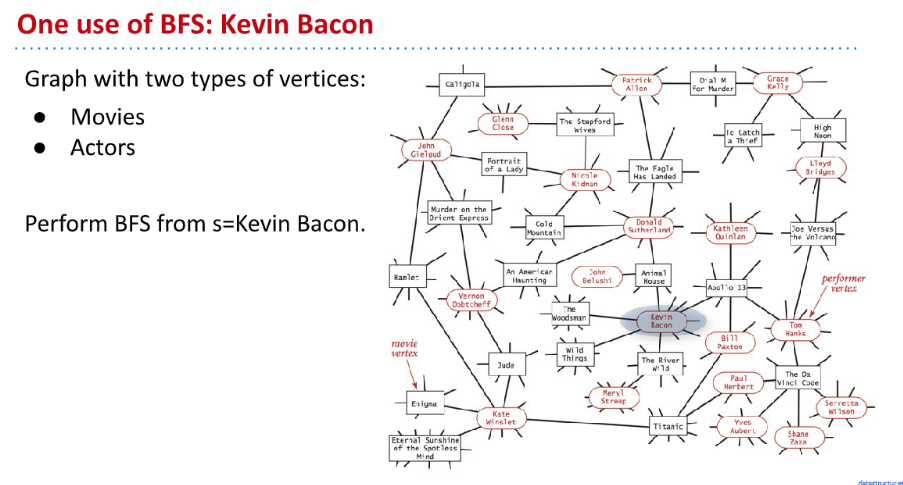 One use of BFS: Kevin Bacon
Graph with two types of vertices:
● Movies
● Actors
Perform BFS from s=Kevin Bacon.
Caligola
Patrick
Allen
Dial M
for Murder
Grace
Kelly
Glenn
Close
The Stepford
Wives
To Catch
a Thief
High
Noon
John
Gielgud
Portrait
of a Lady
Nicole
Kidman
The Eagle
Has Landed
Lloyd
Bridges
Murder on the
Orient Express
Cold
Mountain
Donald
Sutherland
Kathleen
Quinlan
Joe Versus
the Volcano
Hamlet
An American
Haunting
John
Belushi
Animal
House
Apollo 13
performer
vertex
Vernon
Dobtcheff
The
Woodsman
Kevin
Bacon
Tom
Hanks
movie
vertex
Jude
Wild
Things
The River
Wild
Bill
Paxton
Paul
Herbert
The Da
Vinci Code
Meryl
Streep
Enigma
Kate
Winslet
Titanic
Yves
Aubert
Shane
Zaza
Serretta
Wilson
Eternal Sunshine
of the Spotless
Mind
datastructur.es